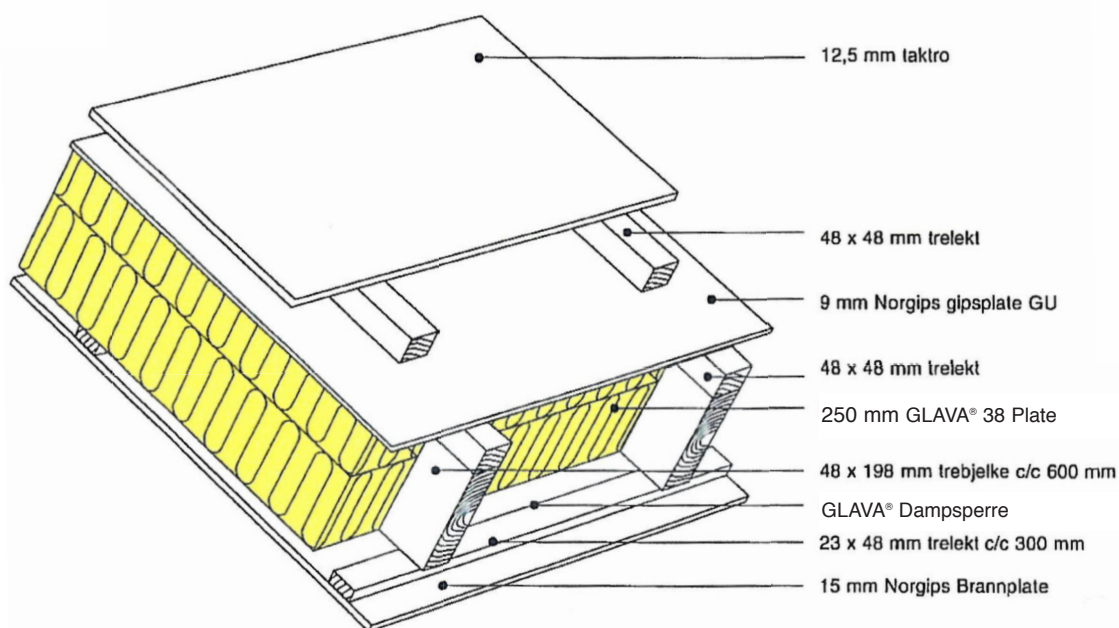 12,5 mm taktro
48 x 48 mm trelekt
9 mm Norgips gipsplate GU
48 x 48 mm trelekt
250 mm GLAVA® 38 Plate
48 x 198 mm trebjelke c/c 600 mm
GLAVA® Dampsperre
23 x 48 mm trelekt c/c 300 mm
15 mm Norgips Brannplate